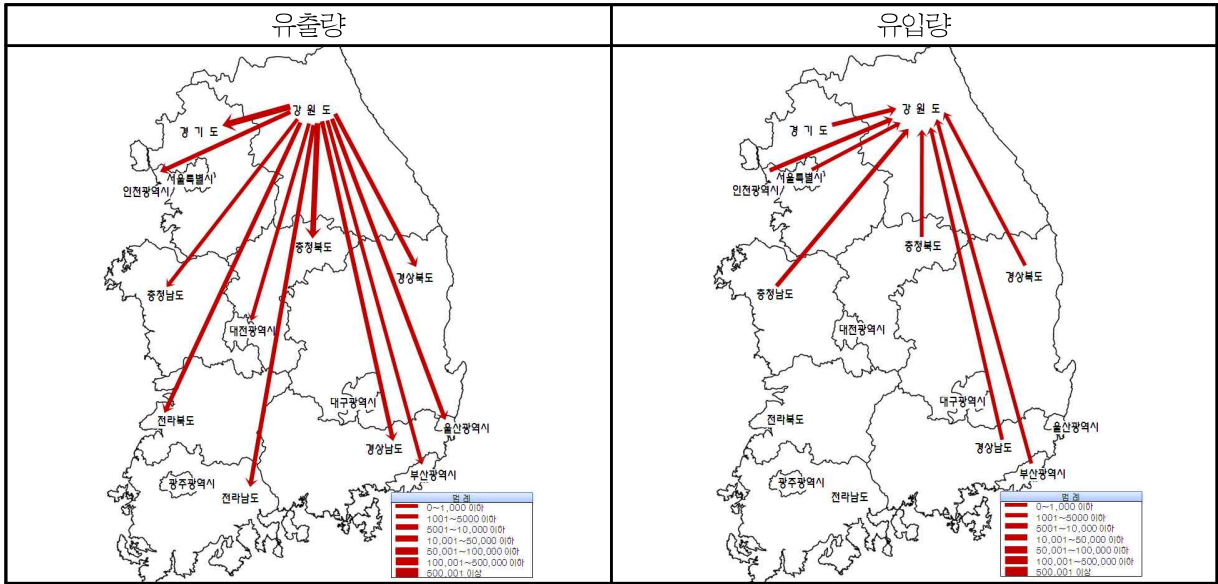 유출량
강 원 도
경 기 도
서울특별시
인천광역시
충청북도
경상북도
충청남도
대전광역시
대구광역시
전라북도
울산광역시
경상남도
부산광역시
광주광역시
전라남도
범 례
0~1,000 이하
1001~5000 이하
5001~10,000 이하
10,001~50,000 이하
50,001~100,000 이하
100,001~500,000 이하
500,001 이상
유입량
강 원 도
경 기 도
서울특별시
인천광역시
충청북도
경상북도
충청남도
대전광역시
대구광역시
전라북도
울산광역시
경상남도
부산광역시
광주광역시
전라남도
범 례
0~1,000 이하
1001~5000 이하
5001~10,000 이하
10,001~50,000 이하
50,001~100,000 이하
100,001~500,000 이하
500,001 이상